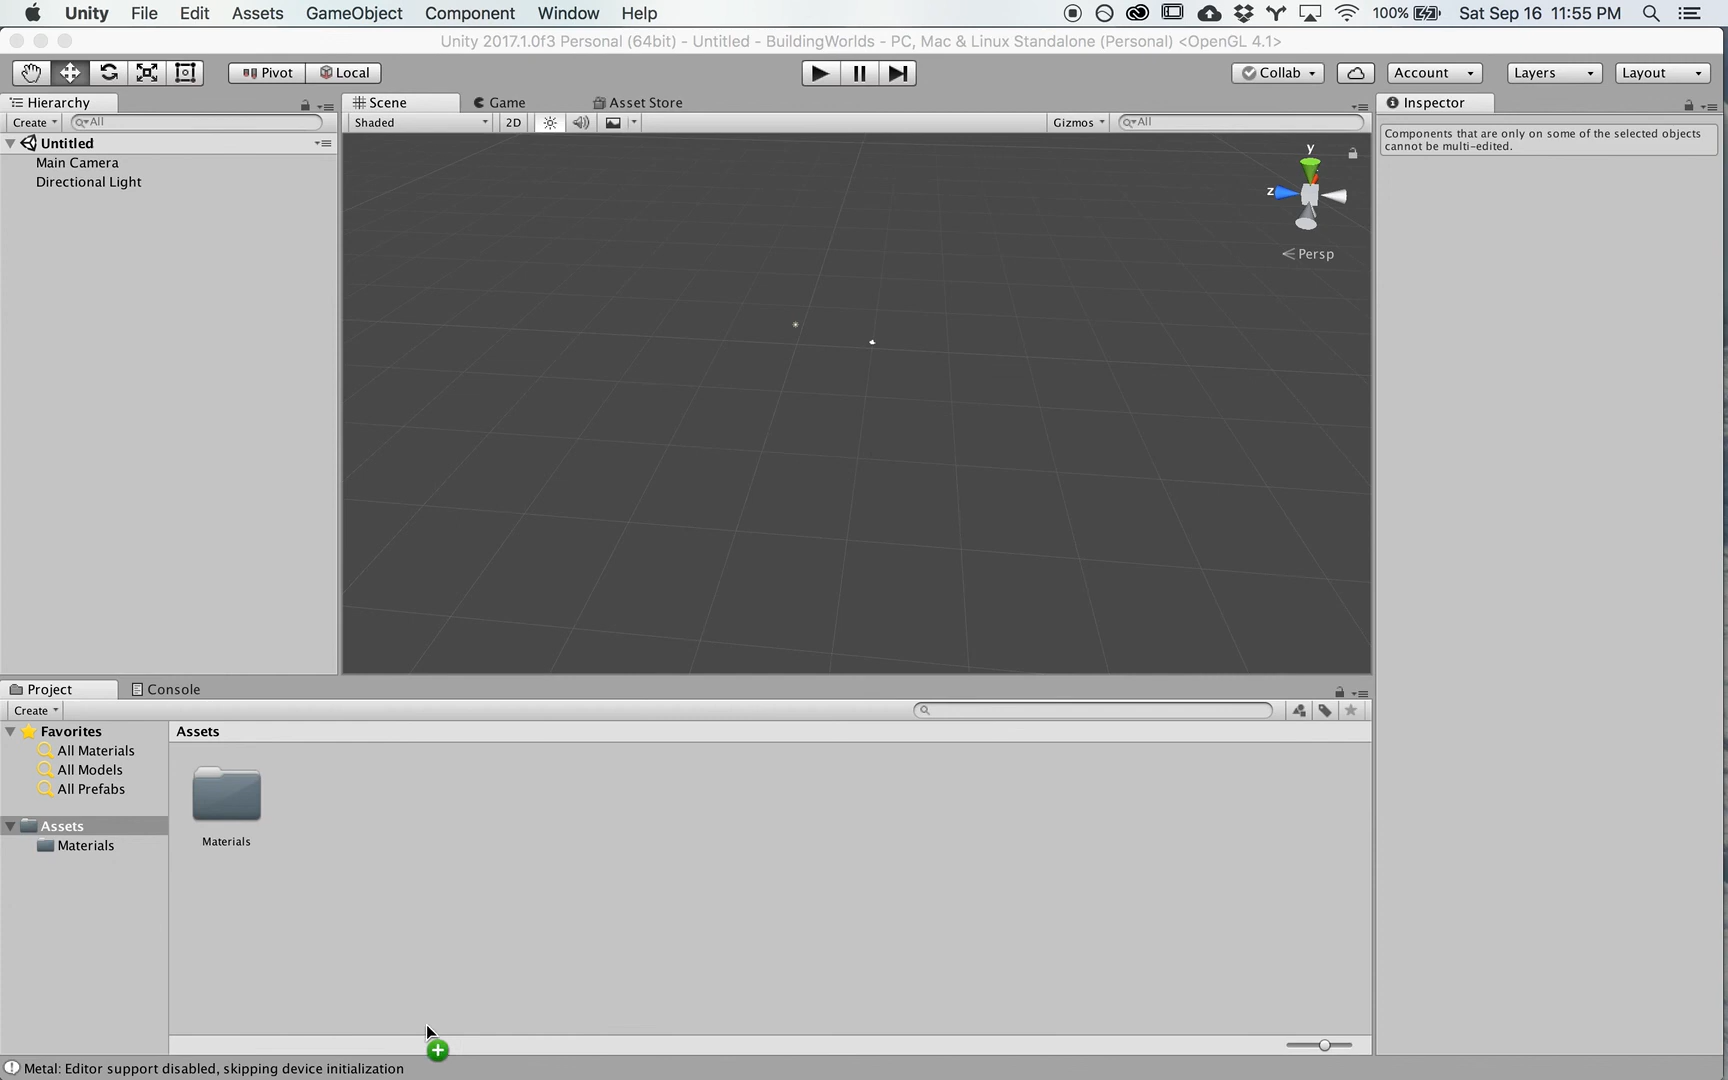 Unity File Edit Assets GameObject Component Window Help 100% Sat Sep 16 11:55 PM
Unity 2017.1.0f3 Personal (64bit) - Untitled - BuildingWorlds - PC, Mac & Linux Standalone (Personal) <OpenGL 4.1>
Pivot Local Collab Account Layers Layout
Hierarchy Scene Game Asset Store Inspector
Create All Shaded 2D Gizmos All
Components that are only on some of the selected objects
cannot be multi-edited.
Untitled
Main Camera
Directional Light
y
z
Persp
Project Console
Create
Favorites Assets
All Materials
All Models
All Prefabs
Assets
Materials
Materials
Metal: Editor support disabled, skipping device initialization